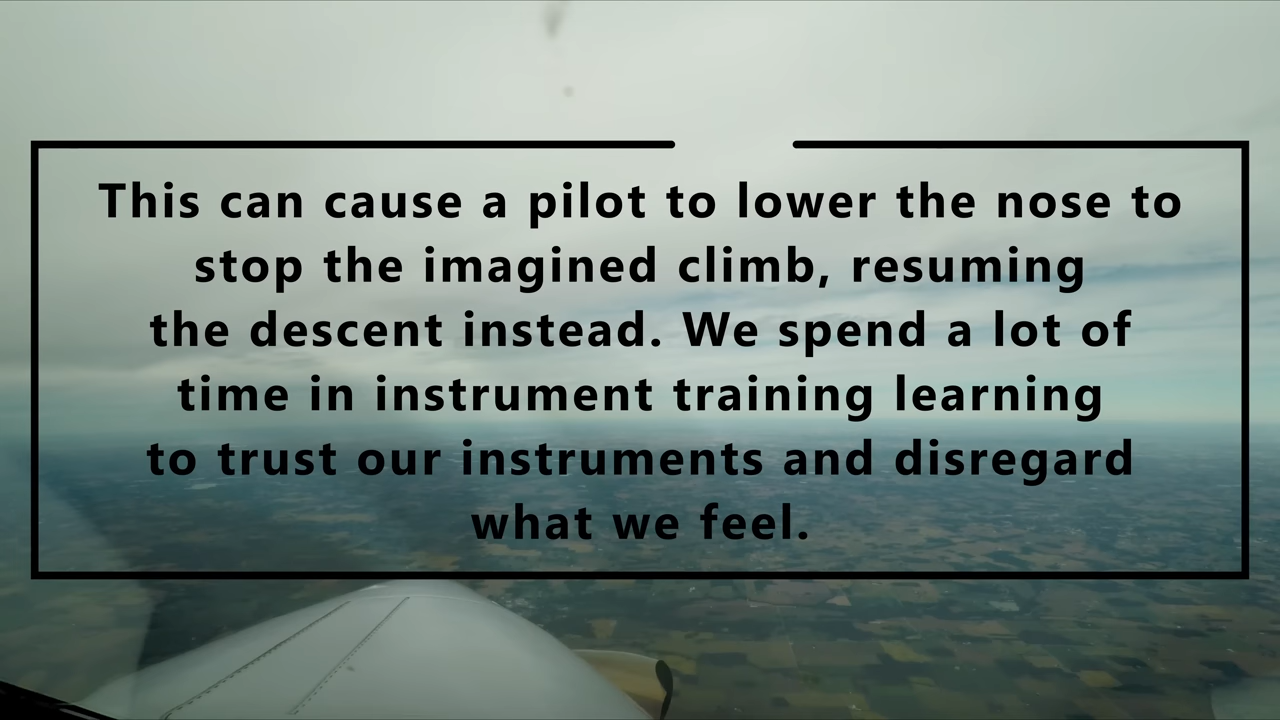 This can cause a pilot to lower the nose to
stop the imagined climb, resuming
the descent instead. We spend a lot of
time in instrument training learning
to trust our instruments and disregard
what we feel.